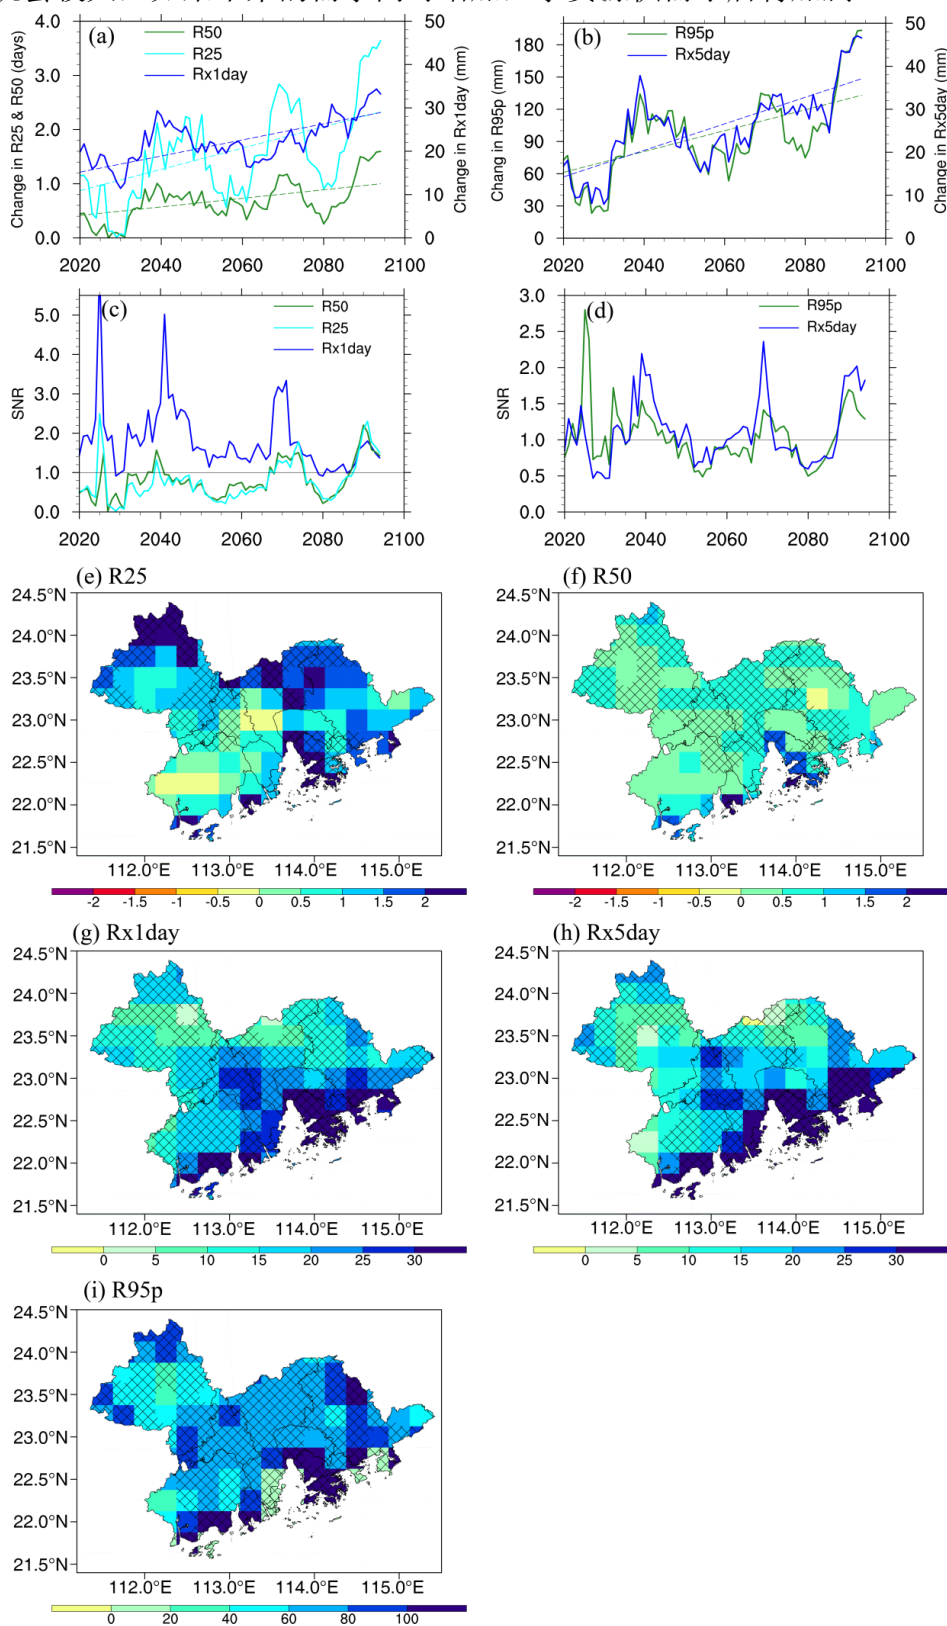 (a)
R50
R25
Rx1day
Change in R25 & R50 (days)
4.0
3.0
2.0
1.0
0.0
Change in Rx1day (mm)
50
40
30
20
10
0
2020 2040 2060 2080 2100
(b)
R95p
Rx5day
Chang in R95p (mm)
180
150
120
90
60
30
0
Change in Rx5day (mm)
50
40
30
20
10
0
2020 2040 2060 2080 2100
(c)
R50
R25
Rx1day
SNR
5.0
4.0
3.0
2.0
1.0
0.0
2020 2040 2060 2080 2100
(d)
R95p
Rx5day
SNR
3.0
2.5
2.0
1.5
1.0
0.5
0.0
2020 2040 2060 2080 2100
(e) R25
24.5°N
24.0°N
23.5°N
23.0°N
22.5°N
22.0°N
21.5°N
112.0°E 113.0°E 114.0°E 115.0°E
-2 -1.5 -1 -0.5 0 0.5 1 1.5 2
(f) R50
24.5°N
24.0°N
23.5°N
23.0°N
22.5°N
22.0°N
21.5°N
112.0°E 113.0°E 114.0°E 115.0°E
-2 -1.5 -1 -0.5 0 0.5 1 1.5 2
(g) Rx1day
24.5°N
24.0°N
23.5°N
23.0°N
22.5°N
22.0°N
21.5°N
112.0°E 113.0°E 114.0°E 115.0°E
0 5 10 15 20 25 30
(h) Rx5day
24.5°N
24.0°N
23.5°N
23.0°N
22.5°N
22.0°N
21.5°N
112.0°E 113.0°E 114.0°E 115.0°E
0 5 10 15 20 25 30
(i) R95p
24.5°N
24.0°N
23.5°N
23.0°N
22.5°N
22.0°N
21.5°N
112.0°E 113.0°E 114.0°E 115.0°E
0 20 40 60 80 100